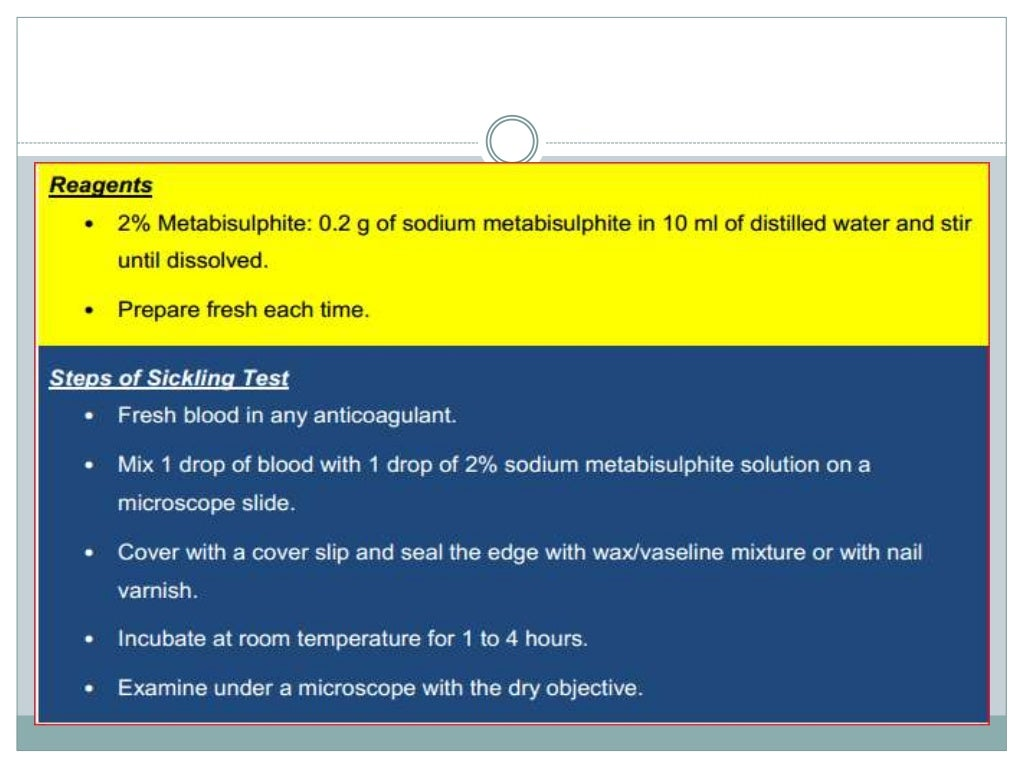 Reagents
• 2% Metabisulphite: 0.2 g of sodium metabisulphite in 10 ml of distilled water and stir
until dissolved.
• Prepare fresh each time.
Steps of Sickling Test
• Fresh blood in any anticoagulant.
• Mix 1 drop of blood with 1 drop of 2% sodium metabisulphite solution on a
microscope slide.
• Cover with a cover slip and seal the edge with wax/vaseline mixture or with nail
varnish.
• Incubate at room temperature for 1 to 4 hours.
• Examine under a microscope with the dry objective.